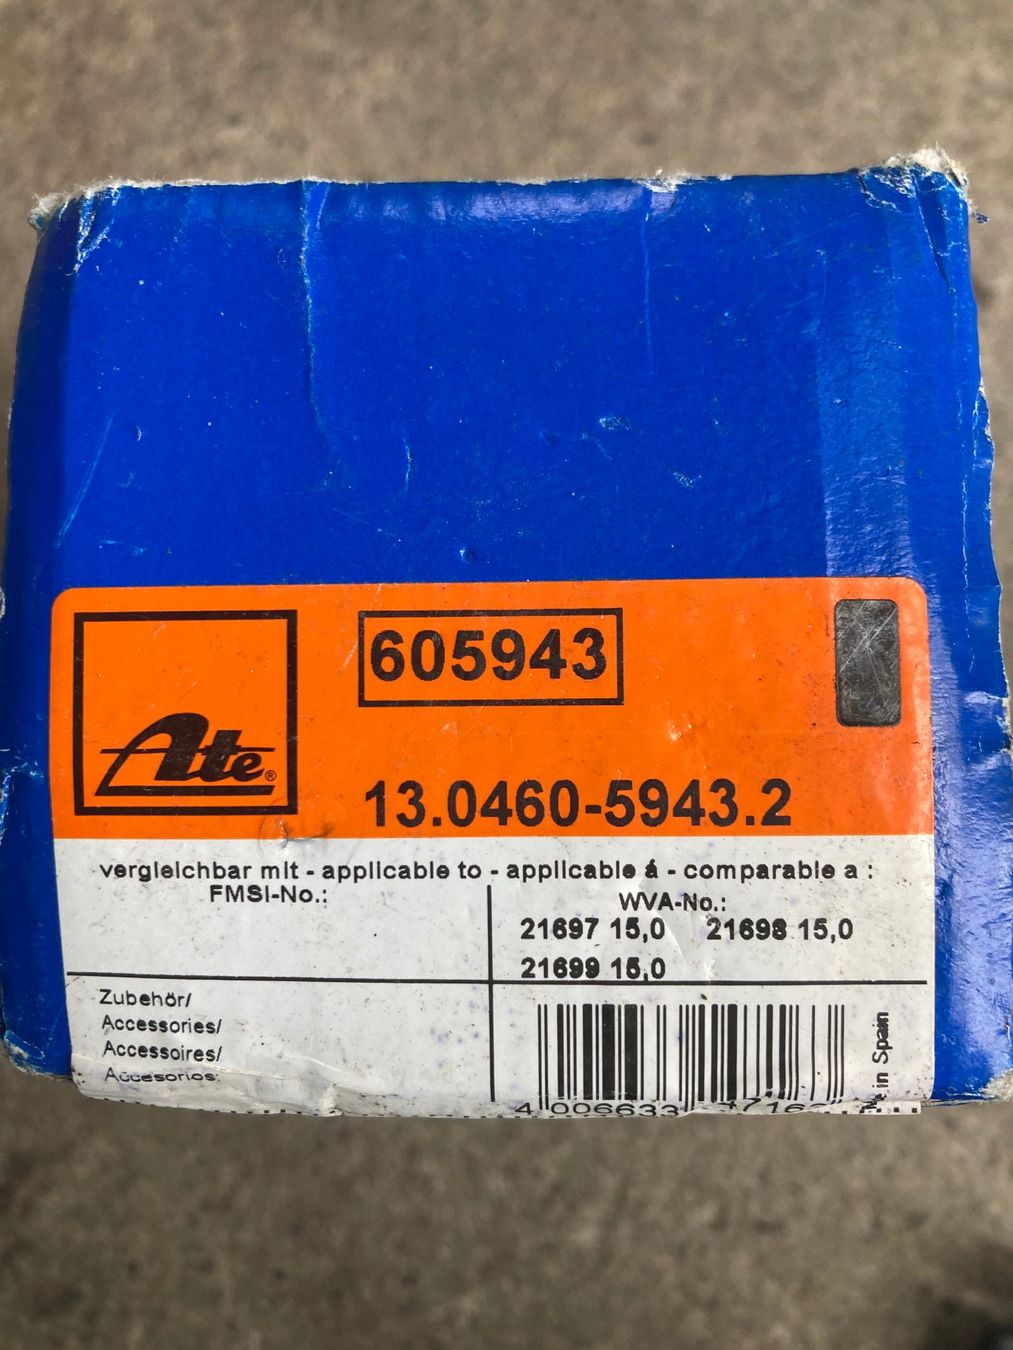 605943
Ate®
13.0460-5943.2
vergleichbar mit - applicable to - applicable á - comparable a :
FMSI-No.:
WVA-No.:
21697 15,0 21698 15,0
21699 15,0
Zubehör/
Accessories/
Accessoires/
Accesorios:
4 006633
in Spain